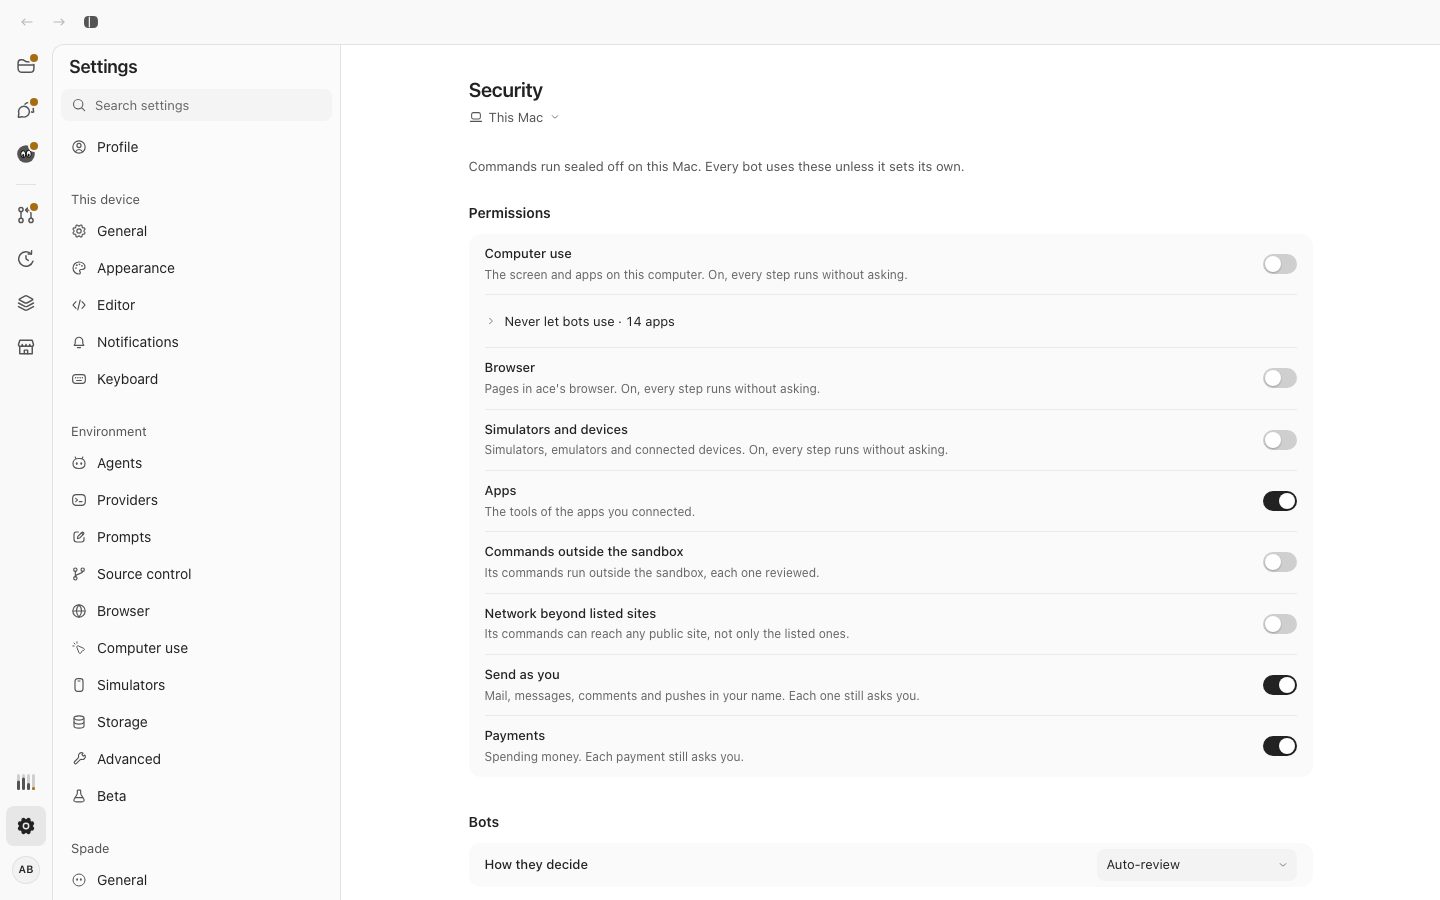 Settings
Search settings
Profile
This device
General
Appearance
Editor
Notifications
Keyboard
Environment
Agents
Providers
Prompts
Source control
Browser
Computer use
Simulators
Storage
Advanced
Beta
Spade
General
AB
Security
This Mac
Commands run sealed off on this Mac. Every bot uses these unless it sets its own.
Permissions
Computer use
The screen and apps on this computer. On, every step runs without asking.
Never let bots use · 14 apps
Browser
Pages in ace's browser. On, every step runs without asking.
Simulators and devices
Simulators, emulators and connected devices. On, every step runs without asking.
Apps
The tools of the apps you connected.
Commands outside the sandbox
Its commands run outside the sandbox, each one reviewed.
Network beyond listed sites
Its commands can reach any public site, not only the listed ones.
Send as you
Mail, messages, comments and pushes in your name. Each one still asks you.
Payments
Spending money. Each payment still asks you.
Bots
How they decide
Auto-review